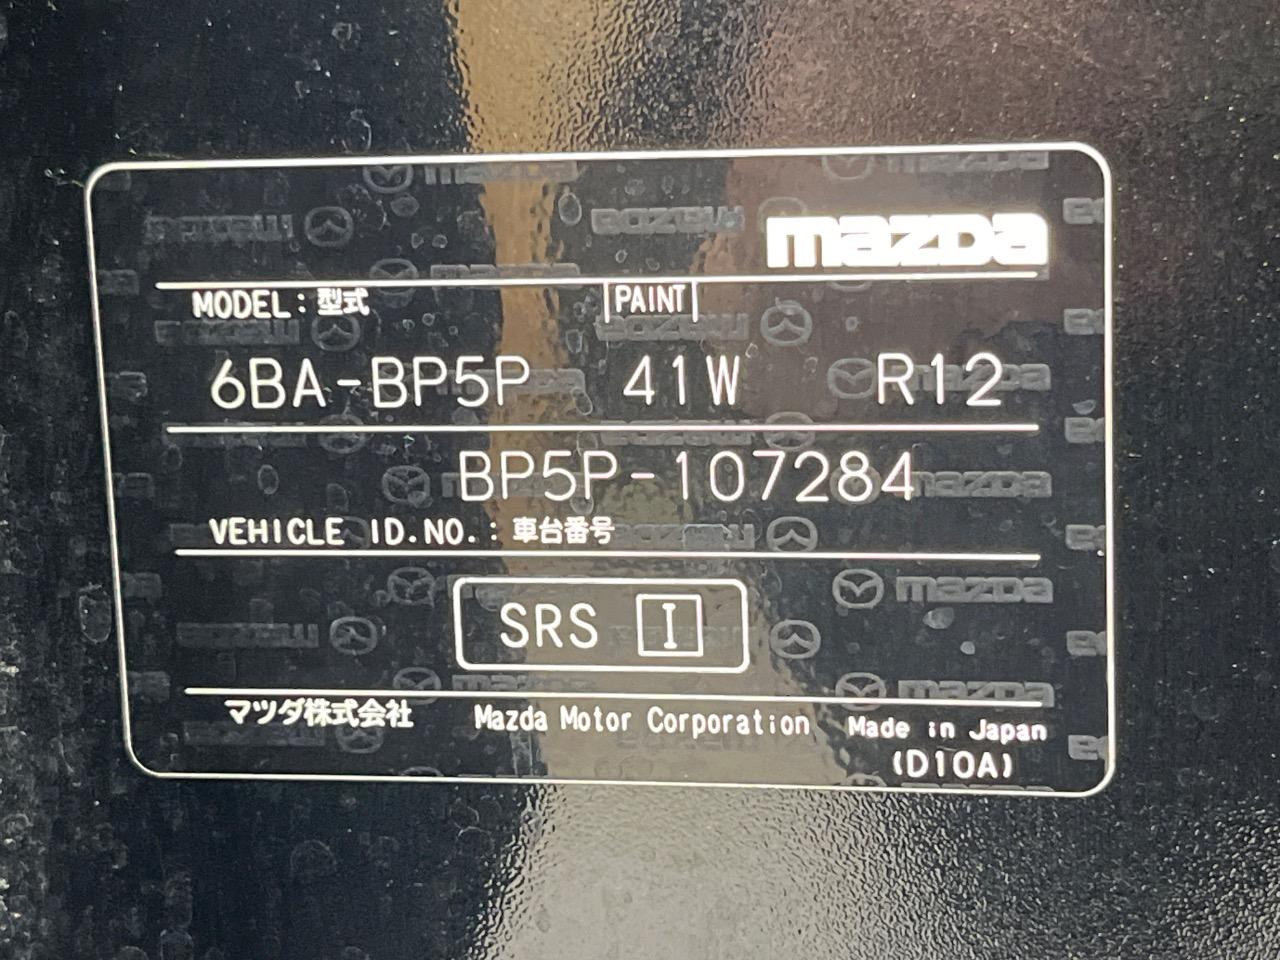 mazda
MODEL:型式 PAINT
6BA-BP5P 41W R12
BP5P-107284
VEHICLE ID.NO.:車台番号
SRS I
マツダ株式会社 Mazda Motor Corporation Made in Japan
(D10A)